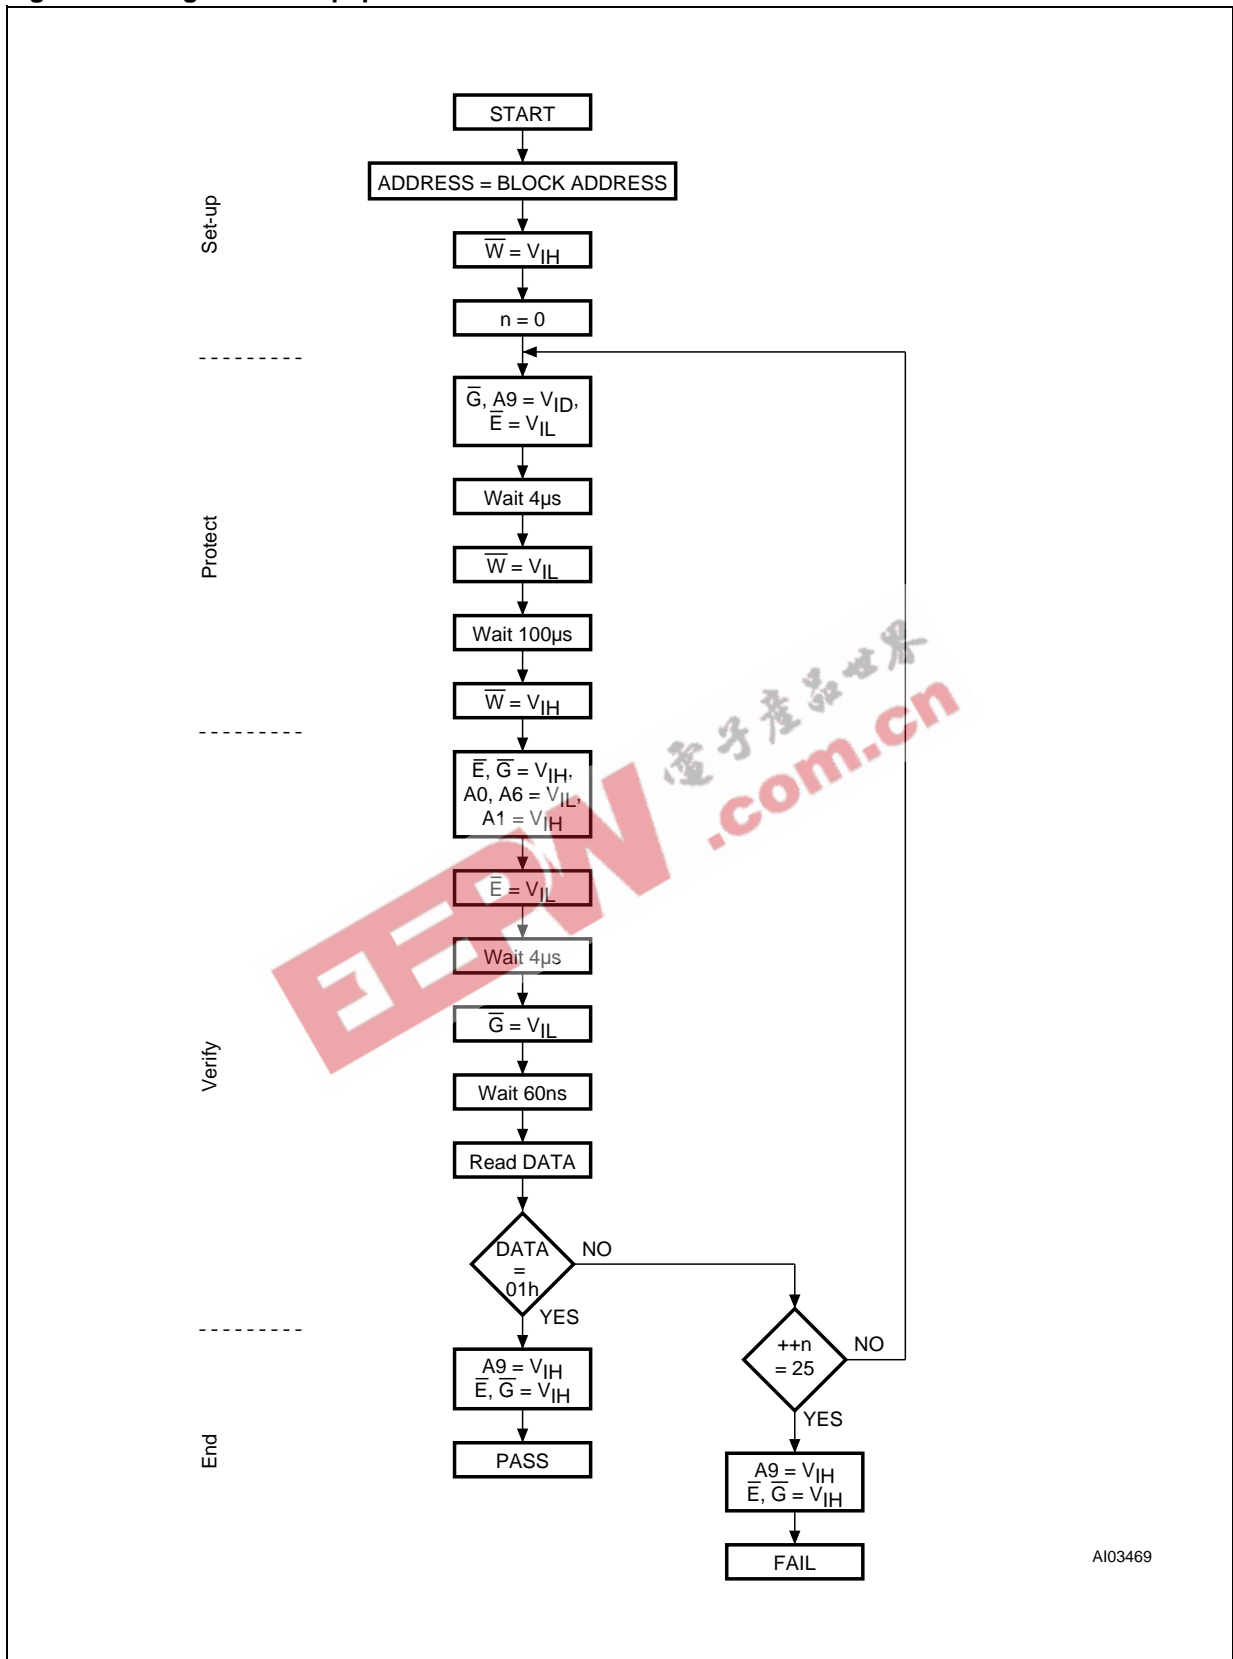 START
ADDRESS = BLOCK ADDRESS
Set-up
W̅ = VIH
n = 0
G̅, A9 = VID,
E̅ = VIL
Wait 4µs
Protect
W̅ = VIL
Wait 100µs
W̅ = VIH
E̅, G̅ = VIH,
A0, A6 = VIL,
A1 = VIH
E̅ = VIL
Wait 4µs
G̅ = VIL
Verify
Wait 60ns
Read DATA
DATA
=
01h
NO
YES
++n
= 25
NO
YES
A9 = VIH
E̅, G̅ = VIH
End
PASS
A9 = VIH
E̅, G̅ = VIH
FAIL
AI03469
EEPW
電子產品世界
.com.cn